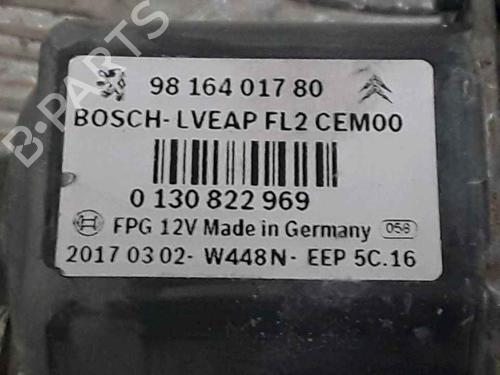 98 164 017 80
BOSCH-LVEAP FL2 CEM00
0 130 822 969
FPG 12V Made in Germany 058
2017 03 02- W448N- EEP 5C.16
B-PARTS